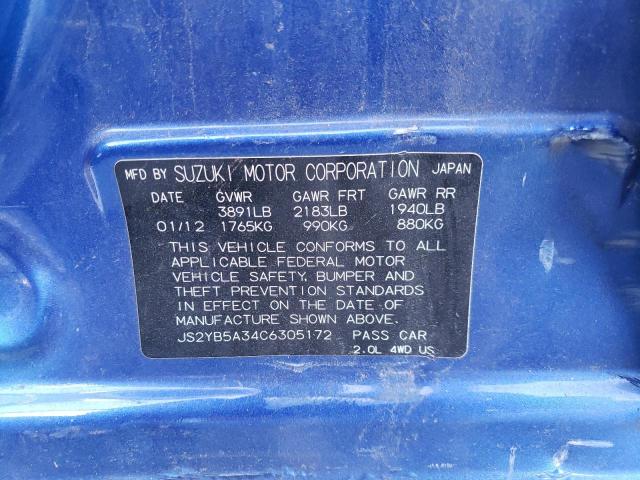 MFD BY SUZUKI MOTOR CORPORATION JAPAN
DATE GVWR GAWR FRT GAWR RR
3891LB 2183LB 1940LB
01/12 1765KG 990KG 880KG
THIS VEHICLE CONFORMS TO ALL
APPLICABLE FEDERAL MOTOR
VEHICLE SAFETY, BUMPER AND
THEFT PREVENTION STANDARDS
IN EFFECT ON THE DATE OF
MANUFACTURE SHOWN ABOVE.
JS2YB5A34C6305172 PASS CAR
2.0L 4WD US